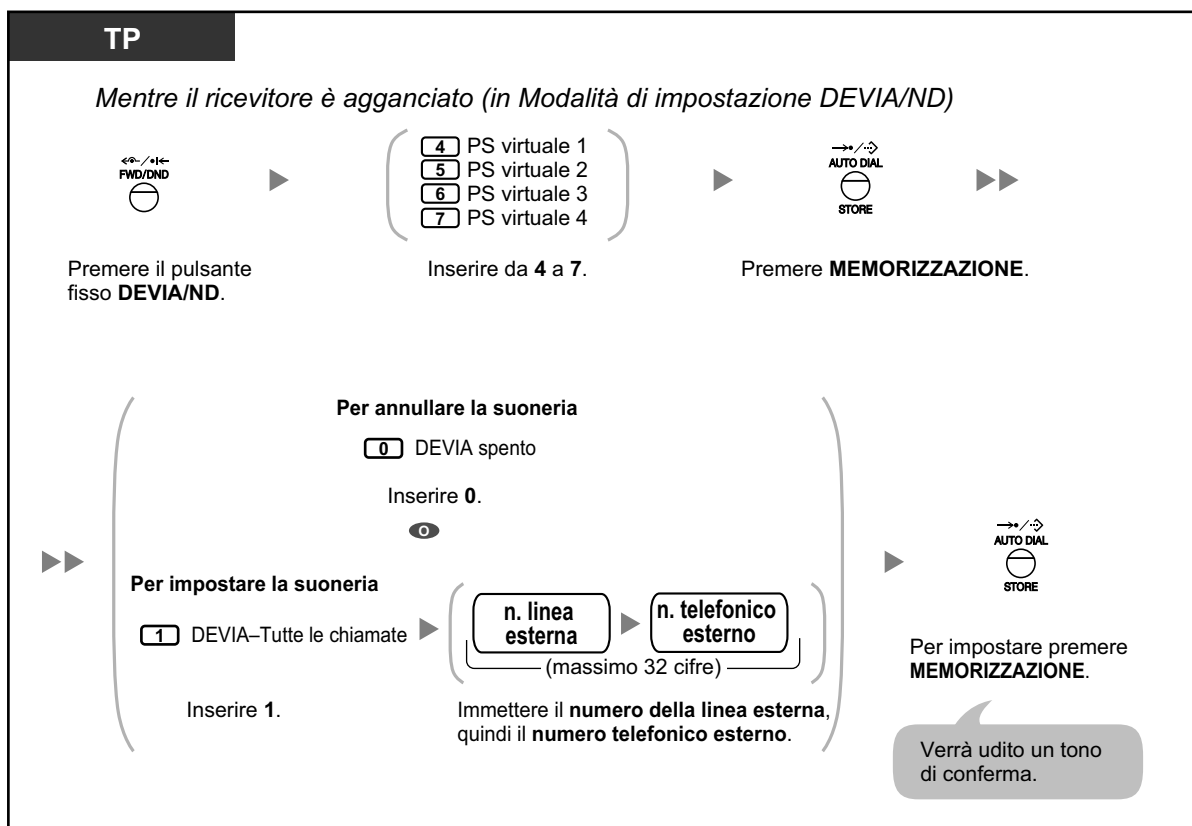 TP
Mentre il ricevitore è agganciato (in Modalità di impostazione DEVIA/ND)
FWD/DND
4 PS virtuale 1
5 PS virtuale 2
6 PS virtuale 3
7 PS virtuale 4
AUTO DIAL
STORE
Premere il pulsante
fisso DEVIA/ND.
Inserire da 4 a 7.
Premere MEMORIZZAZIONE.
Per annullare la suoneria
0 DEVIA spento
Inserire 0.
O
Per impostare la suoneria
1 DEVIA–Tutte le chiamate
n. linea
esterna
n. telefonico
esterno
(massimo 32 cifre)
Inserire 1.
Immettere il numero della linea esterna,
quindi il numero telefonico esterno.
AUTO DIAL
STORE
Per impostare premere
MEMORIZZAZIONE.
Verrà udito un tono
di conferma.